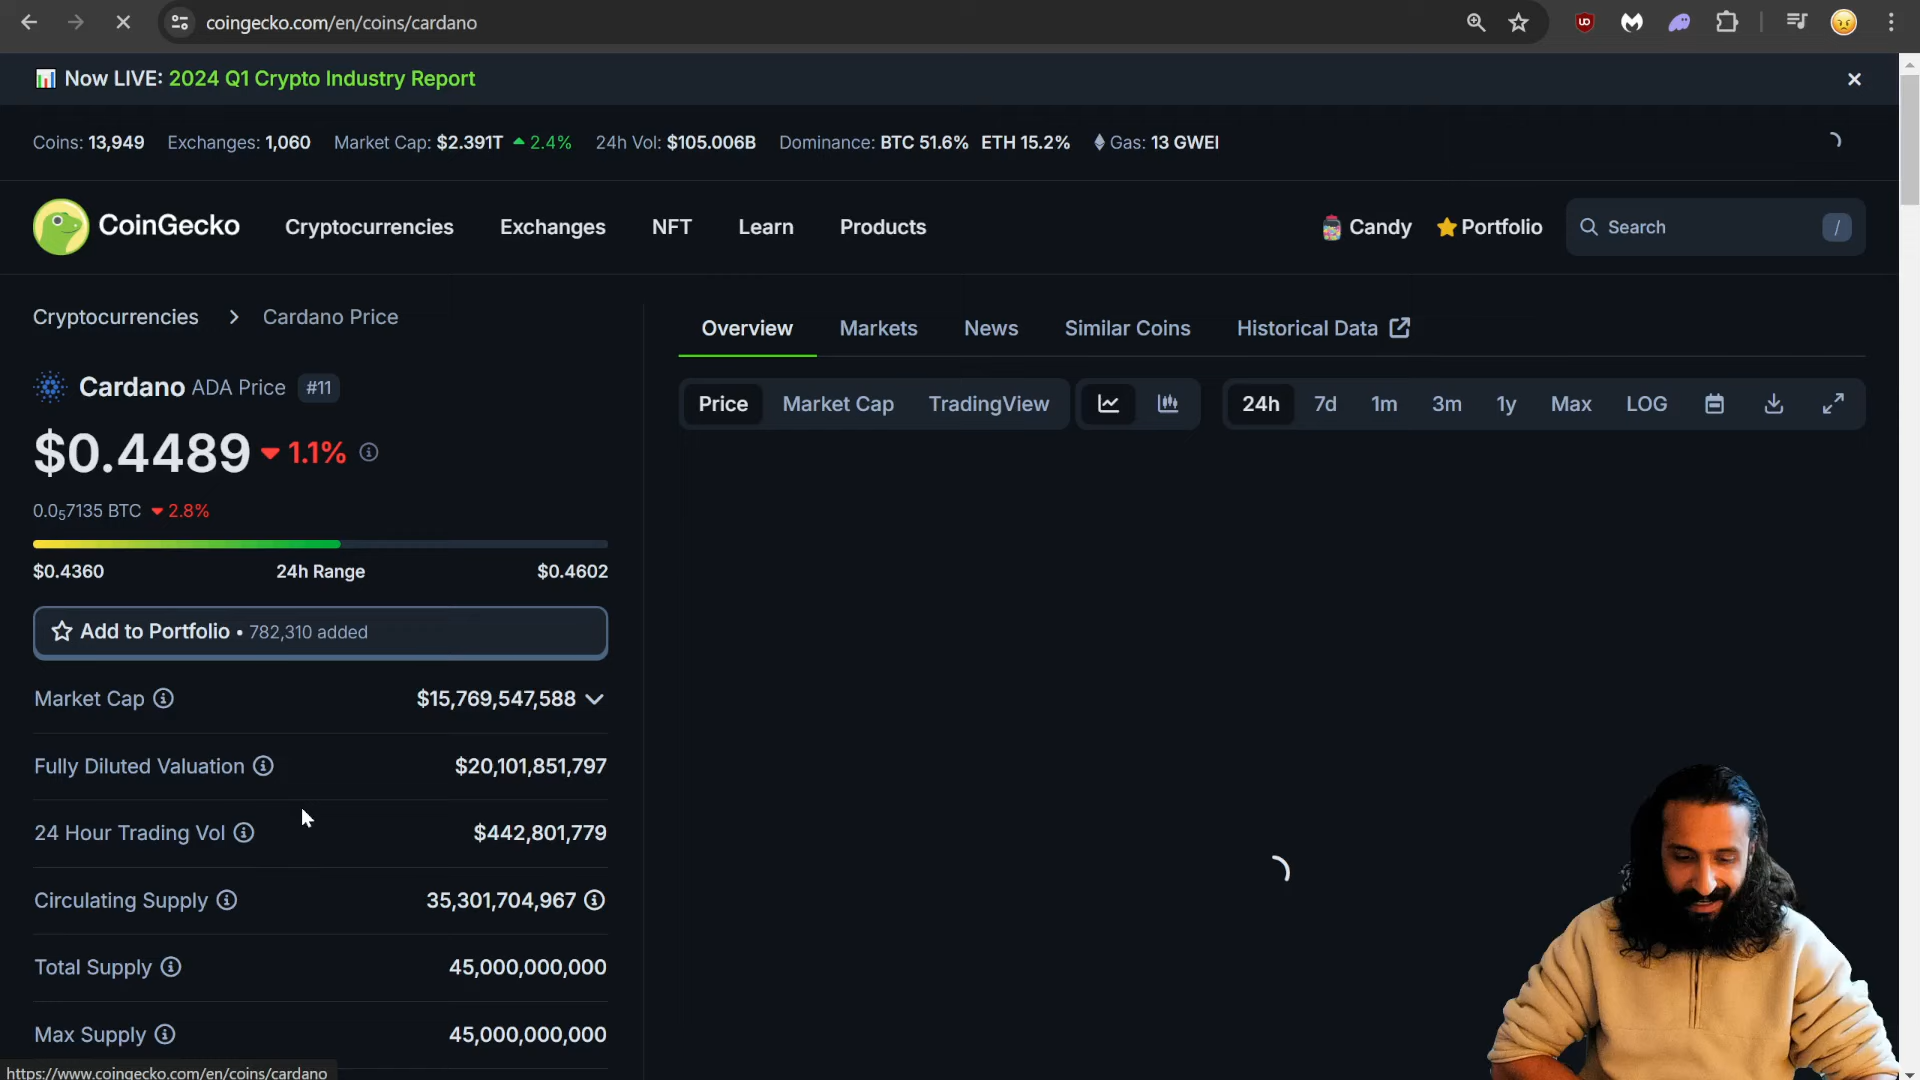 coingecko.com/en/coins/cardano
Now LIVE: 2024 Q1 Crypto Industry Report
Coins: 13,949 Exchanges: 1,060 Market Cap: $2.391T 2.4% 24h Vol: $105.006B Dominance: BTC 51.6% ETH 15.2% Gas: 13 GWEI
CoinGecko Cryptocurrencies Exchanges NFT Learn Products Candy Portfolio Search /
Cryptocurrencies > Cardano Price
Overview Markets News Similar Coins Historical Data
Cardano ADA Price #11
Price Market Cap TradingView 24h 7d 1m 3m 1y Max LOG
$0.4489 1.1%
0.0₅7135 BTC 2.8%
$0.4360 24h Range $0.4602
Add to Portfolio • 782,310 added
Market Cap $15,769,547,588
Fully Diluted Valuation $20,101,851,797
24 Hour Trading Vol $442,801,779
Circulating Supply 35,301,704,967
Total Supply 45,000,000,000
Max Supply 45,000,000,000
https://www.coingecko.com/en/coins/cardano